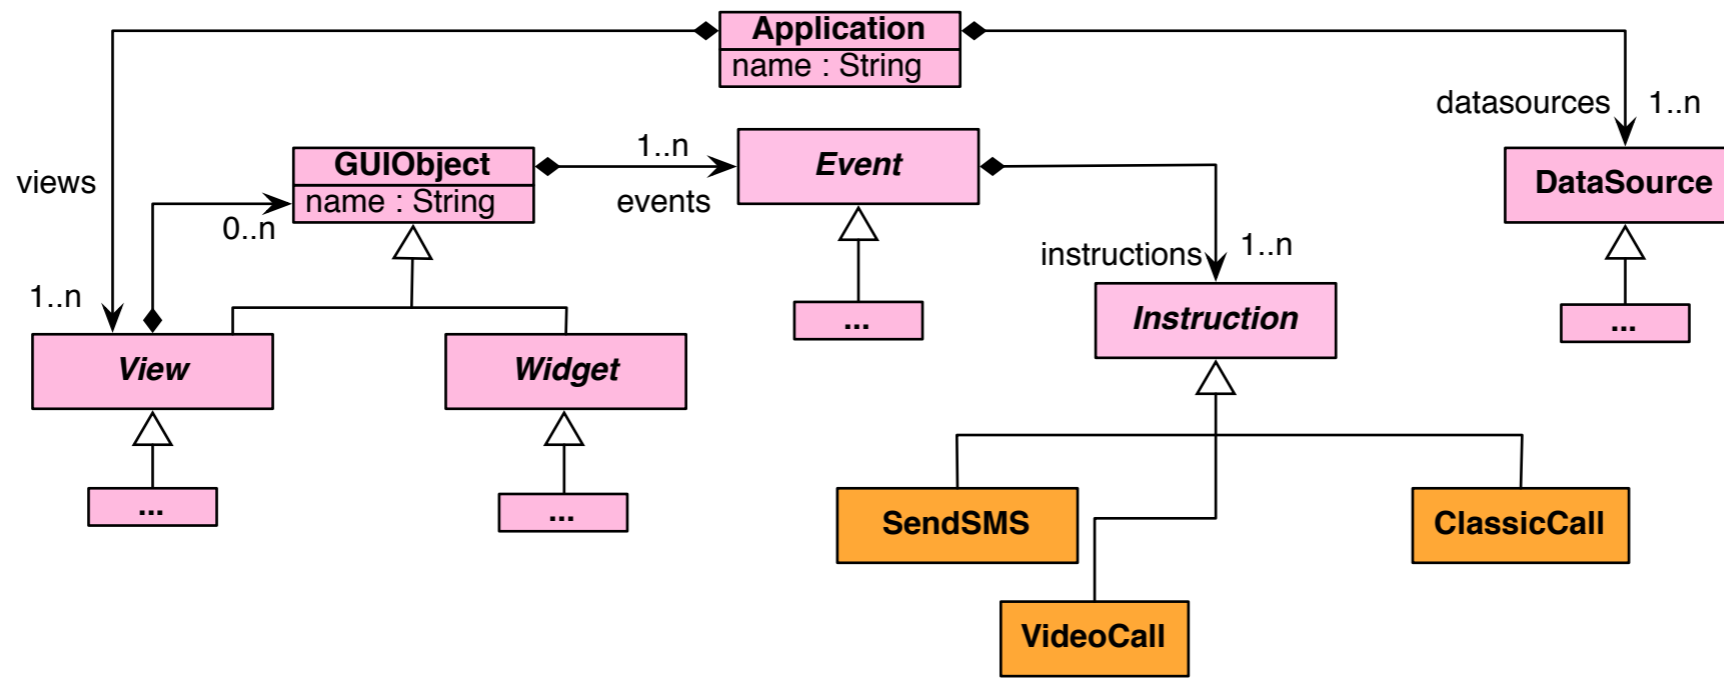 Application
name : String
datasources 1..n
GUIObject
name : String
1..n
events
Event
DataSource
views
0..n
instructions 1..n
1..n
...
Instruction
...
View
Widget
...
...
SendSMS
ClassicCall
VideoCall